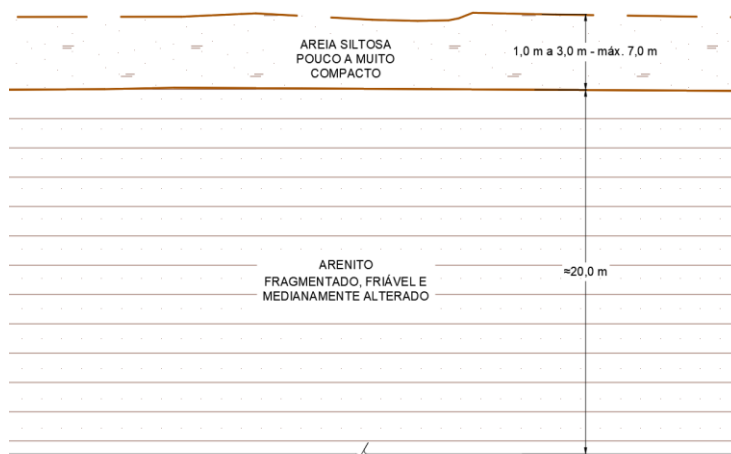 AREIA SILTOSA
POUCO A MUITO
COMPACTO
1,0 m a 3,0 m - máx. 7,0 m
ARENITO
FRAGMENTADO, FRIÁVEL E
MEDIANAMENTE ALTERADO
≈20,0 m